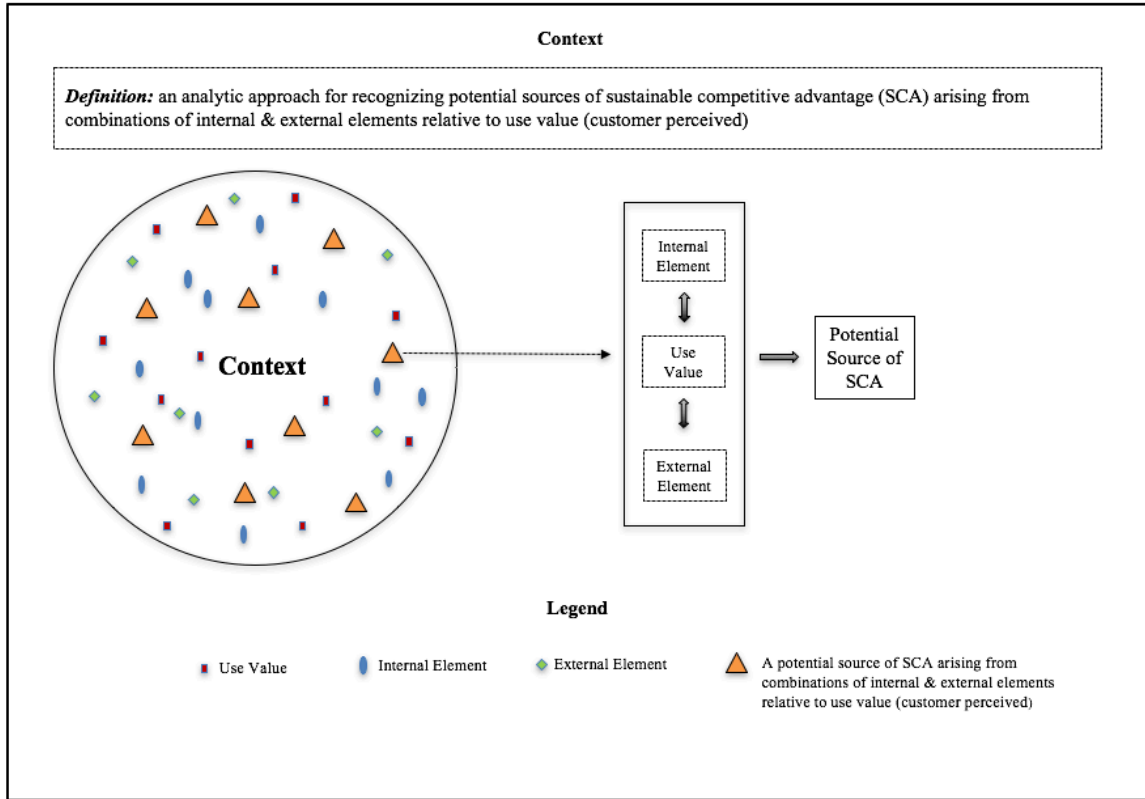 Context
Definition: an analytic approach for recognizing potential sources of sustainable competitive advantage (SCA) arising from
combinations of internal & external elements relative to use value (customer perceived)
Context
Internal
Element
Use
Value
External
Element
Potential
Source of
SCA
Legend
Use Value
Internal Element
External Element
A potential source of SCA arising from
combinations of internal & external elements
relative to use value (customer perceived)